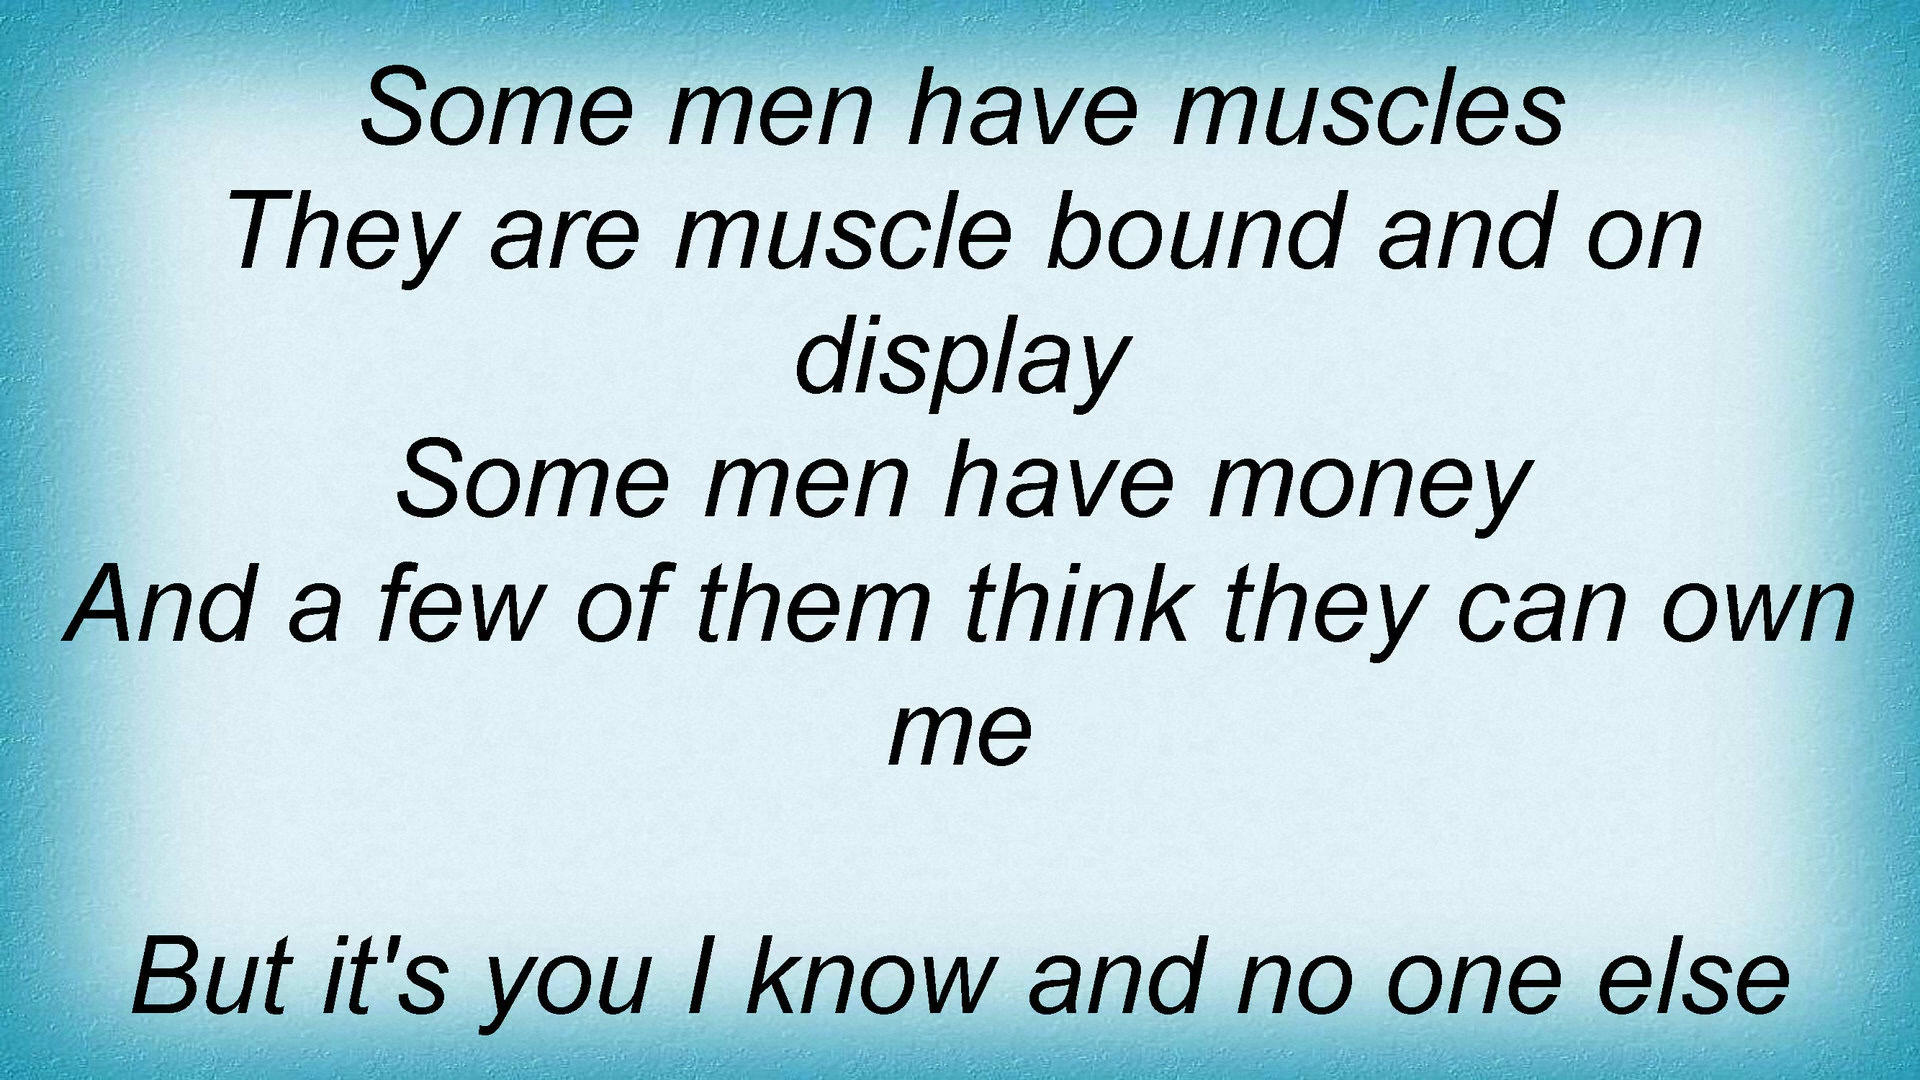 Some men have muscles
They are muscle bound and on
display
Some men have money
And a few of them think they can own
me
But it's you I know and no one else